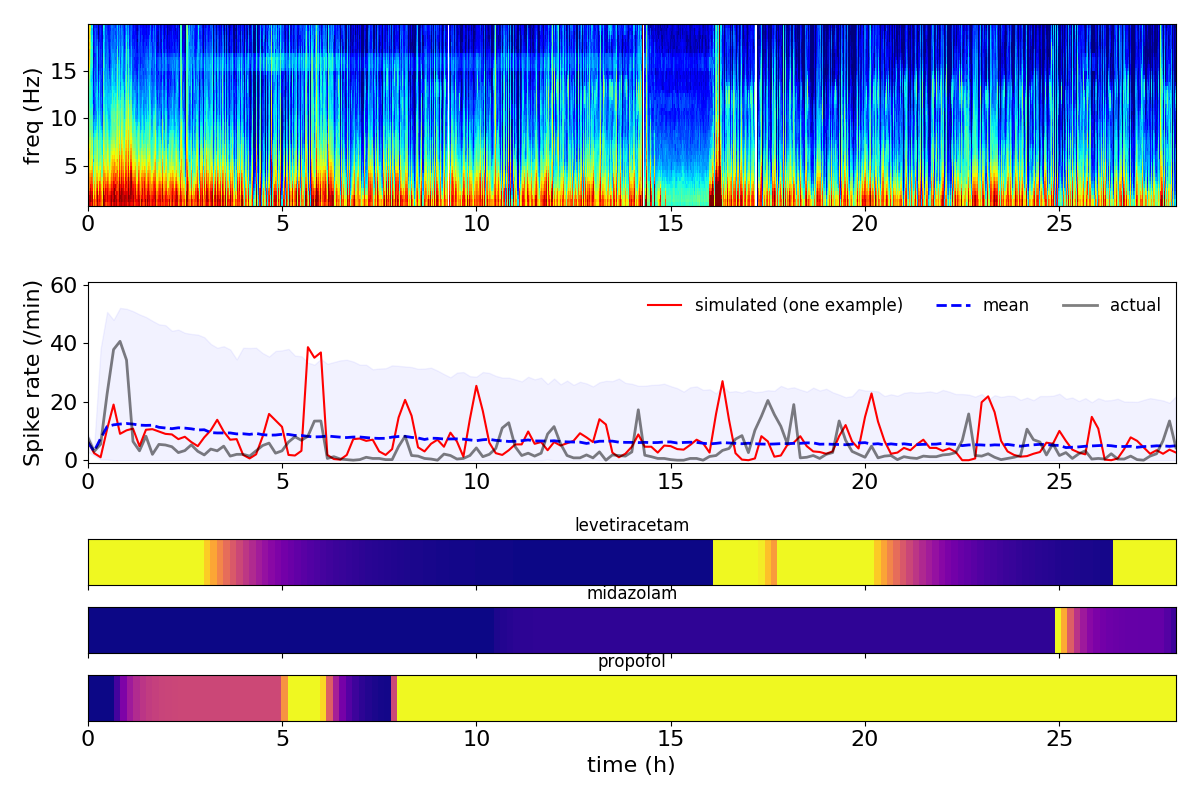 freq (Hz)
15
10
5
0 5 10 15 20 25
Spike rate (/min)
60
40
20
0
simulated (one example) mean actual
0 5 10 15 20 25
levetiracetam
midazolam
propofol
0 5 10 15 20 25
time (h)